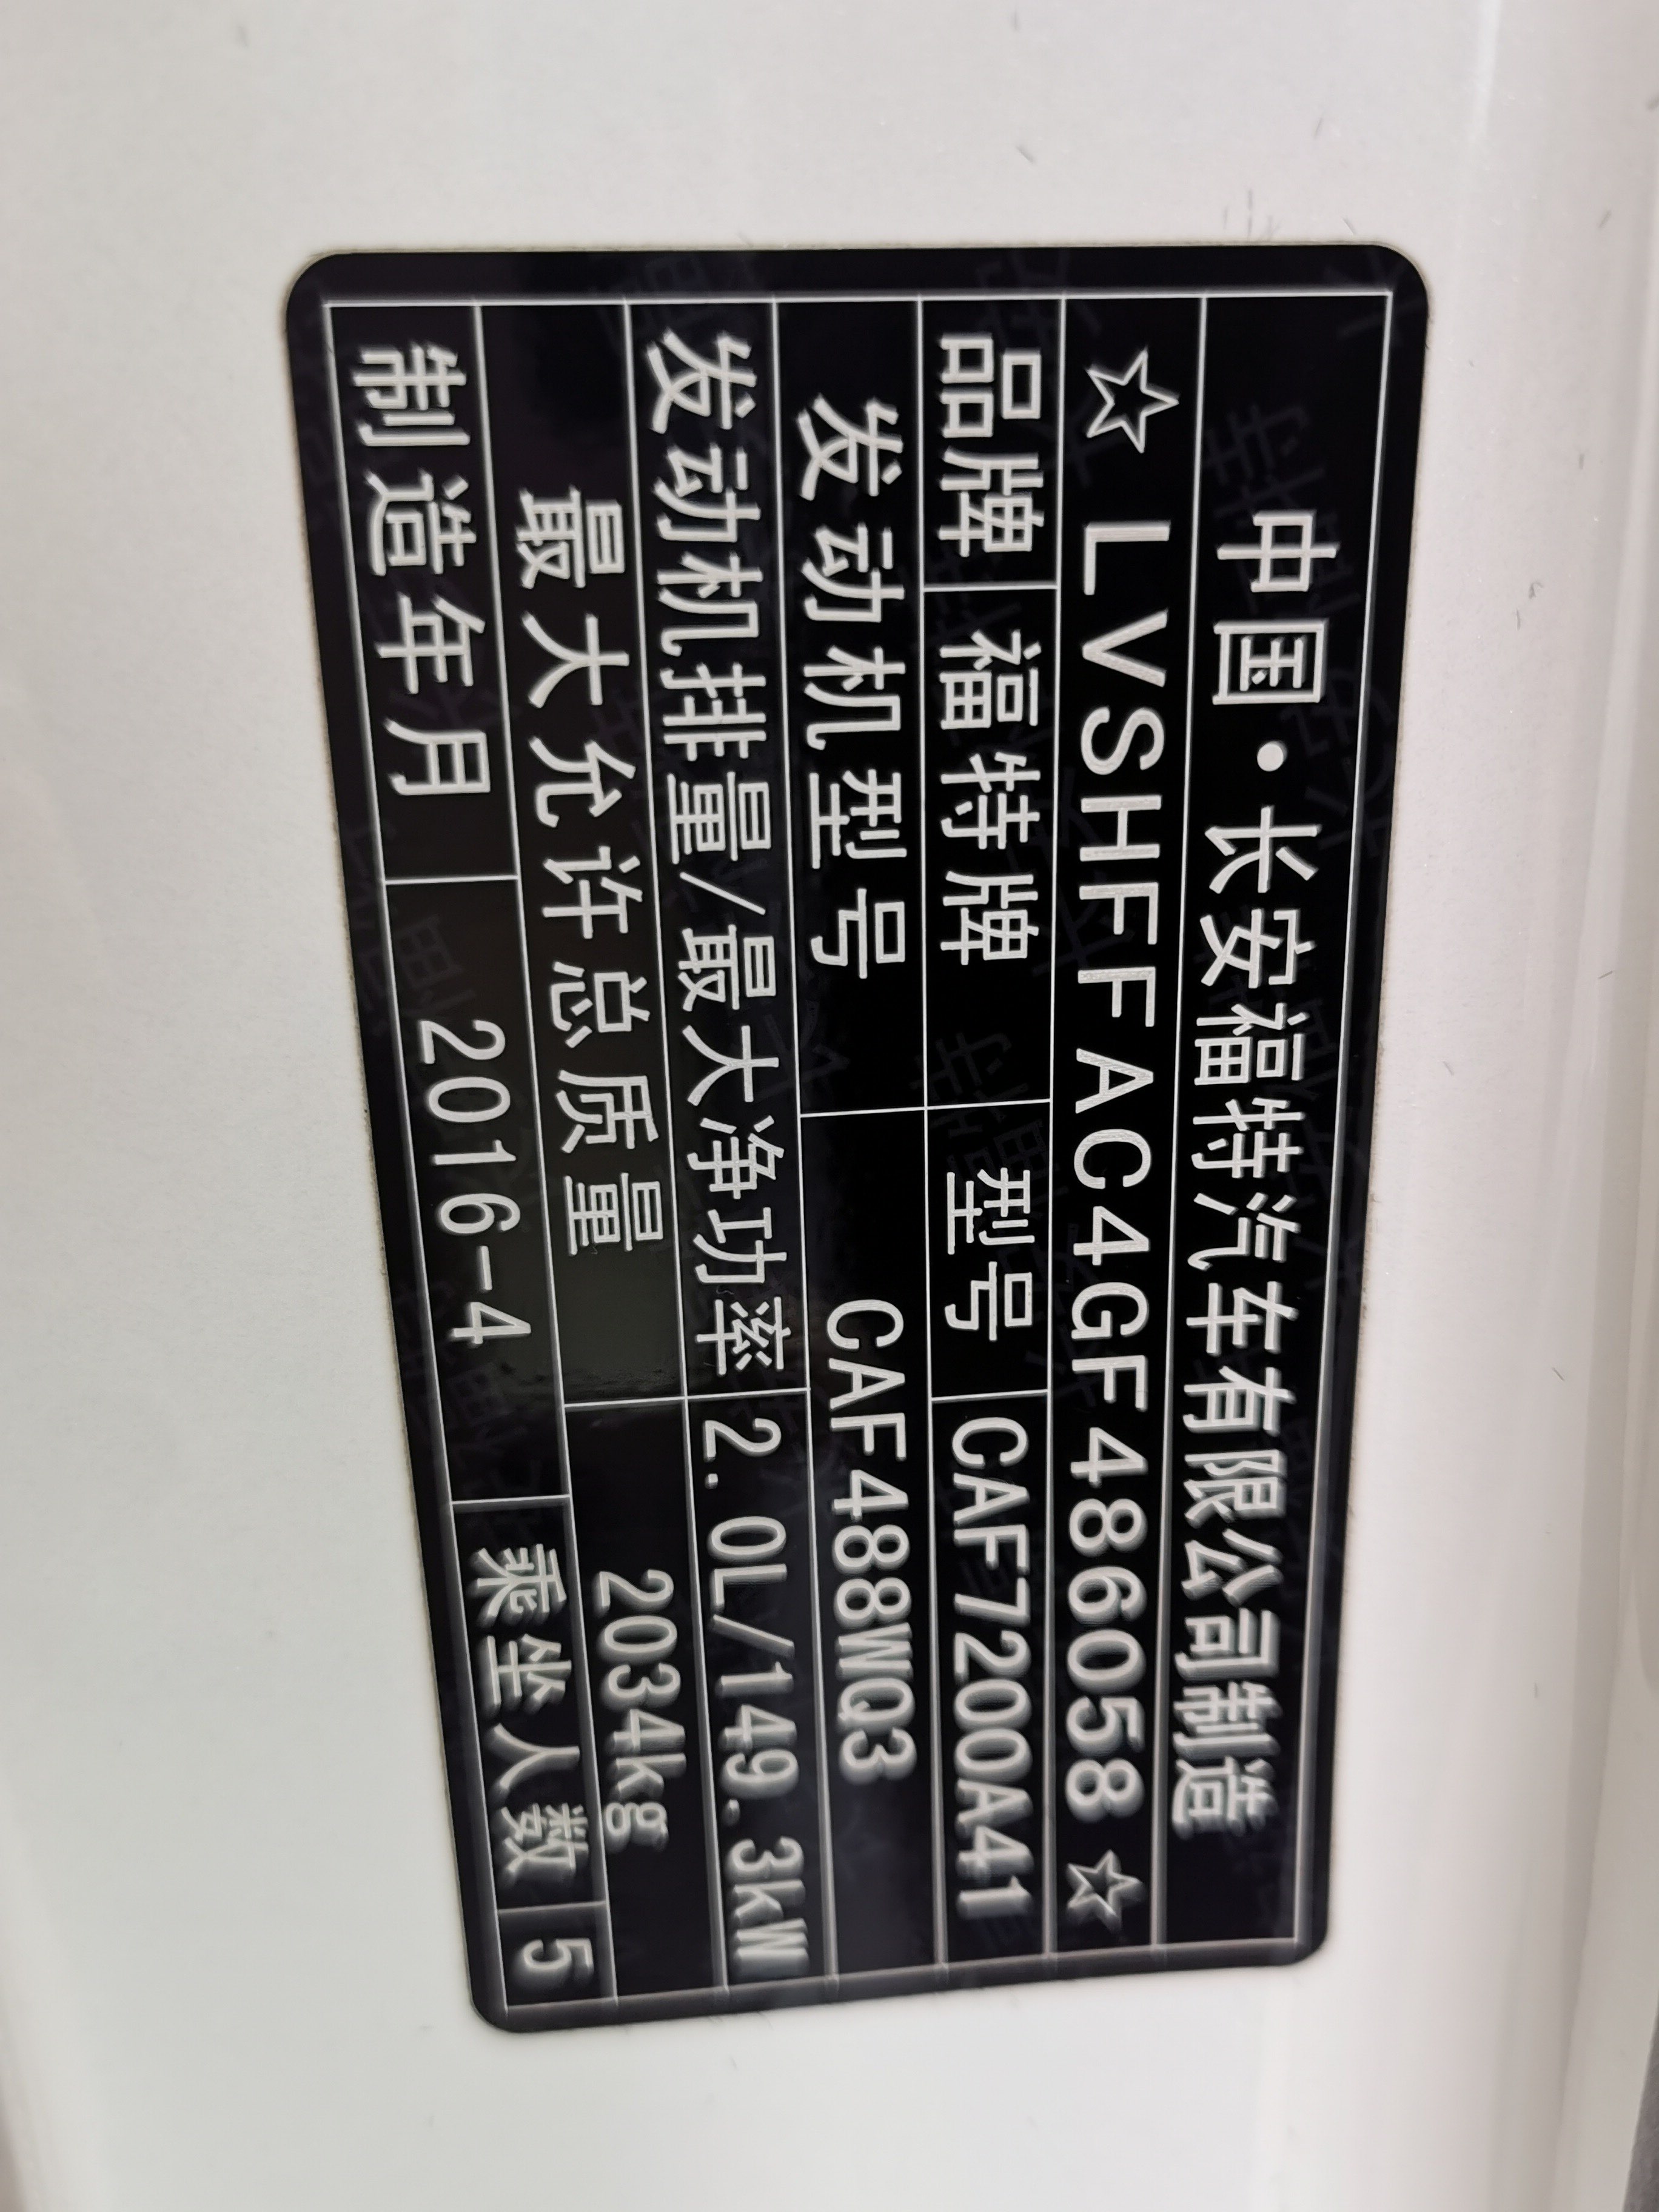 中国·长安福特汽车有限公司制造
☆ LVSHFFAC4GF486058 ☆
品牌 福特牌 型号 CAF7200A41
发动机型号 CAF488WQ3
发动机排量/最大净功率 2.0L/149.3kW
最大允许总质量 2034kg
制造年月 2016-4 乘坐人数 5